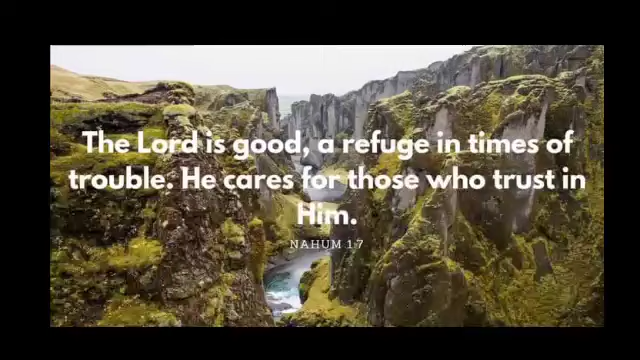 The Lord is good, a refuge in times of
trouble. He cares for those who trust in
Him.
NAHUM 1:7